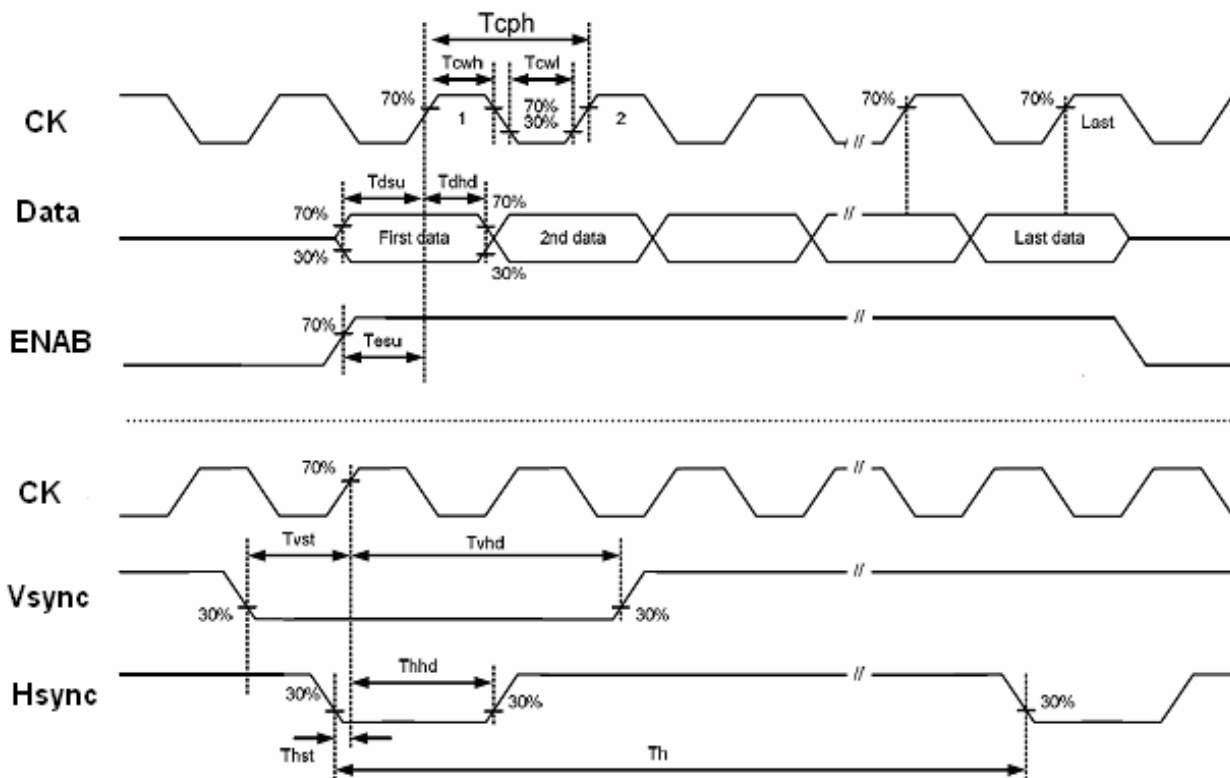 Tcph
Tcwh Tcwl
CK 70% 1 70% 30% 2 // 70% 70% Last
Tdsu Tdhd
Data 70% 70% //
First data 2nd data Last data
30% 30%
ENAB 70% //
Tesu
CK 70% //
Tvst Tvhd
Vsync 30% 30% //
Hsync 30% Thhd 30% // 30%
Thst Th